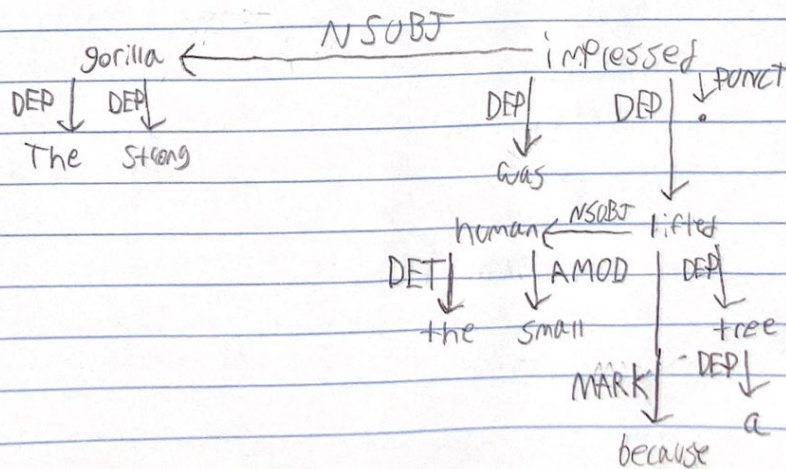 NSUBJ
gorilla impressed
DEP DEP DEP DEP PUNCT
The Strong was .
human NSUBJ lifted
DET AMOD DEP
the small tree
MARK DEP
a
because